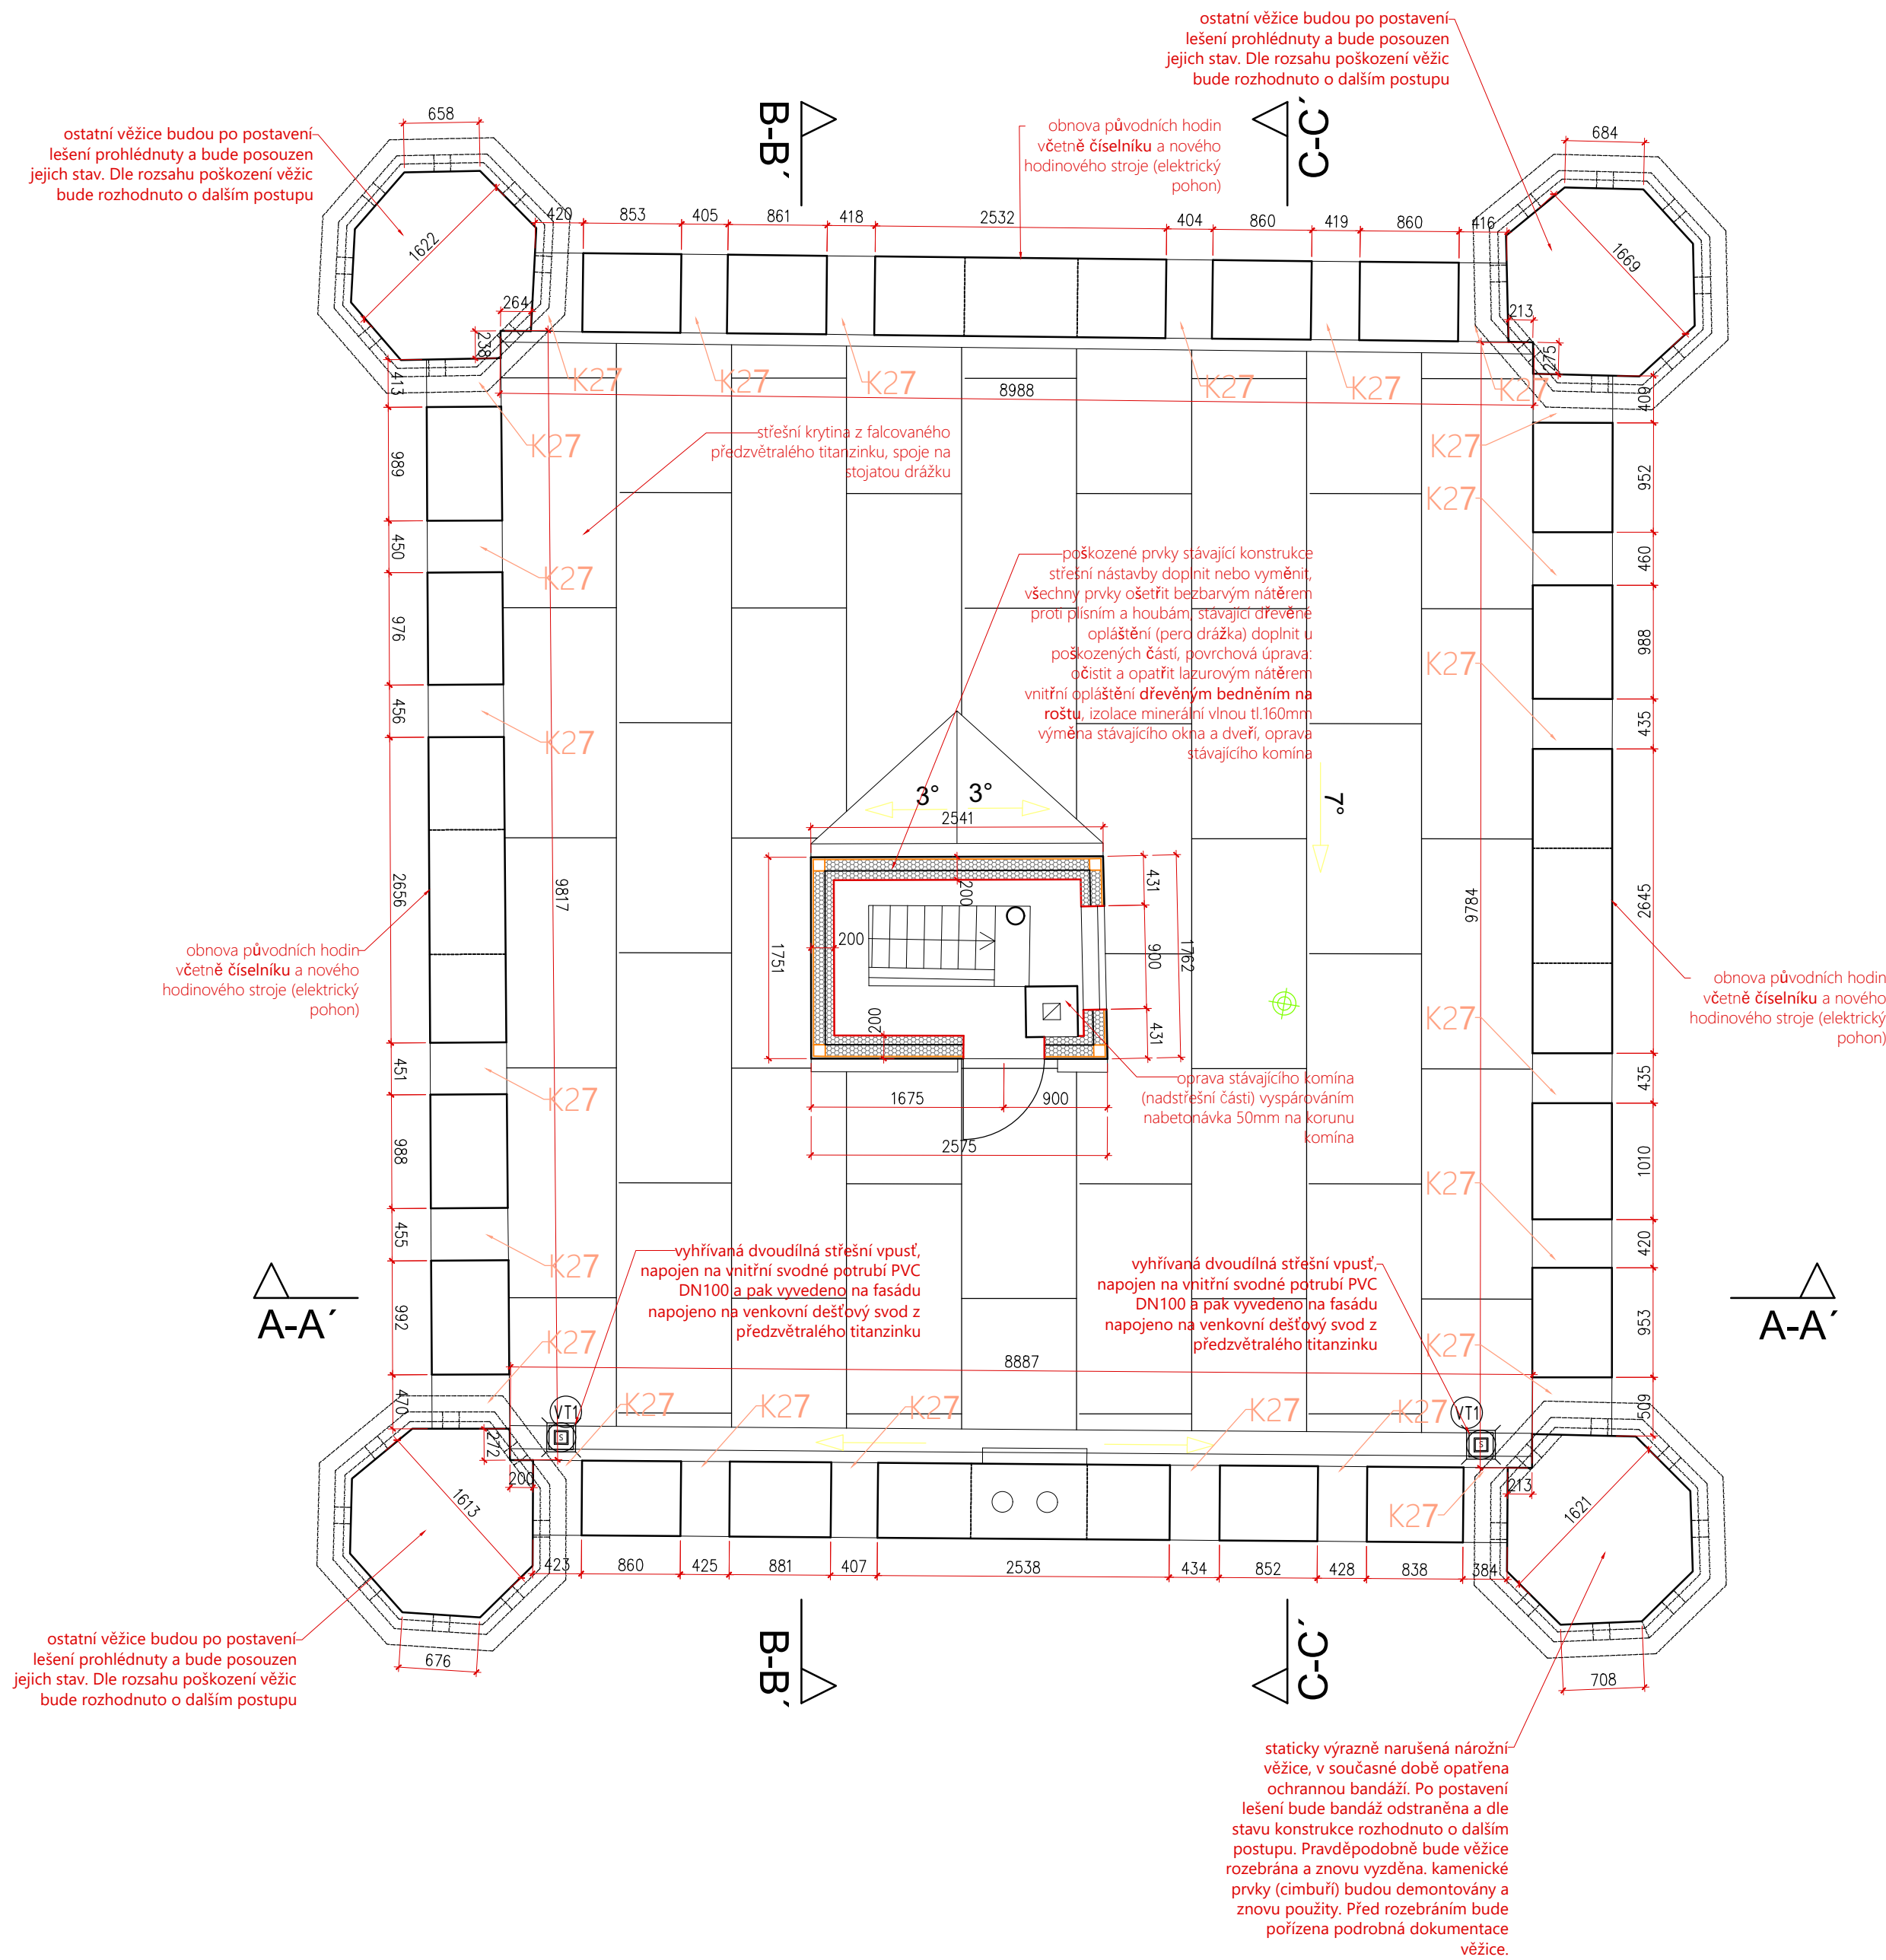 ostatní věžice budou po postavení
lešení prohlédnuty a bude posouzen
jejich stav. Dle rozsahu poškození věžic
bude rozhodnuto o dalším postupu
ostatní věžice budou po postavení
lešení prohlédnuty a bude posouzen
jejich stav. Dle rozsahu poškození věžic
bude rozhodnuto o dalším postupu
B-B´
C-C´
obnova původních hodin
včetně číselníku a nového
hodinového stroje (elektrický
pohon)
658
684
420
853
405
861
418
2532
404
860
419
860
416
1622
1669
264
238
213
275
413
409
K27
K27
K27
K27
K27
K27
8988
K27
K27
střešní krytina z falcovaného
předzvětralého titanzinku, spoje na
stojatou drážku
989
952
K27
450
460
K27
poškozené prvky stávající konstrukce
střešní nástavby doplnit nebo vyměnit,
všechny prvky ošetřit bezbarvým nátěrem
proti plísním a houbám, stávající dřevěné
opláštění (pero drážka) doplnit u
poškozených částí, povrchová úprava:
očistit a opatřit lazurovým nátěrem
vnitřní opláštění dřevěným bedněním na
roštu, izolace minerální vlnou tl.160mm
výměna stávajícího okna a dveří, oprava
stávajícího komína
976
988
K27
456
435
K27
3°
3°
7°
2541
2656
9817
9784
2645
200
431
200
1751
900
1762
200
431
obnova původních hodin
včetně číselníku a nového
hodinového stroje (elektrický
pohon)
obnova původních hodin
včetně číselníku a nového
hodinového stroje (elektrický
pohon)
K27
451
435
K27
oprava stávajícího komína
(nadstřešní části) vyspárováním
nabetonávka 50mm na korunu
komína
1675
900
2575
988
1010
K27
455
420
K27
vyhřívaná dvoudílná střešní vpusť,
napojen na vnitřní svodné potrubí PVC
DN100 a pak vyvedeno na fasádu
napojeno na venkovní dešťový svod z
předzvětralého titanzinku
vyhřívaná dvoudílná střešní vpusť,
napojen na vnitřní svodné potrubí PVC
DN100 a pak vyvedeno na fasádu
napojeno na venkovní dešťový svod z
předzvětralého titanzinku
A-A´
A-A´
992
953
K27
K27
8887
470
509
K27
K27
K27
K27
K27
VT1
VT1
S
S
272
200
213
K27
1613
1621
423
860
425
881
407
2538
434
852
428
838
384
ostatní věžice budou po postavení
lešení prohlédnuty a bude posouzen
jejich stav. Dle rozsahu poškození věžic
bude rozhodnuto o dalším postupu
676
708
B-B´
C-C´
staticky výrazně narušená nárožní
věžice, v současné době opatřena
ochrannou bandáží. Po postavení
lešení bude bandáž odstraněna a dle
stavu konstrukce rozhodnuto o dalším
postupu. Pravděpodobně bude věžice
rozebrána a znovu vyzděna. kamenické
prvky (cimbuří) budou demontovány a
znovu použity. Před rozebráním bude
pořízena podrobná dokumentace
věžice.